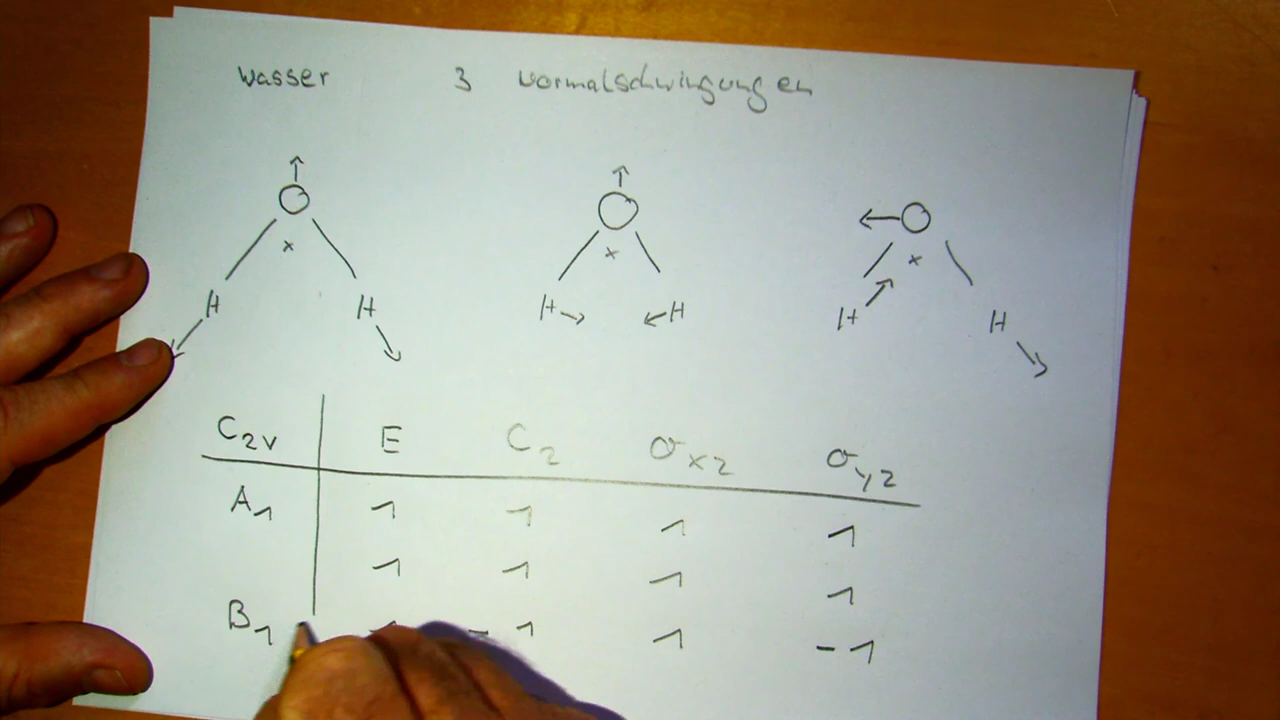 Wasser 3 Normalschwingungen
H H H H H H
C2v E C2 σxz σyz
A1 1 1 1 1
1 1 1 1
B1 1 -1 1 -1